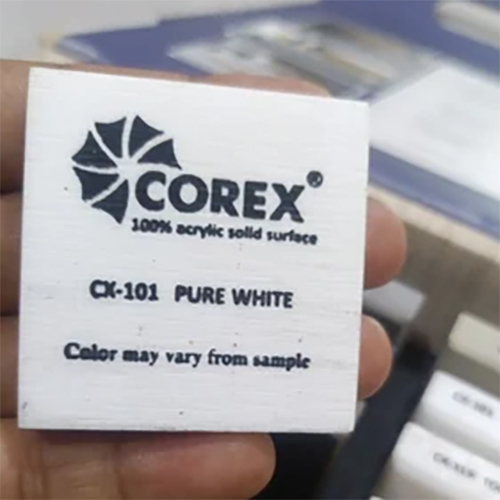 COREX®
100% acrylic solid surface
CX-101 PURE WHITE
Color may vary from sample